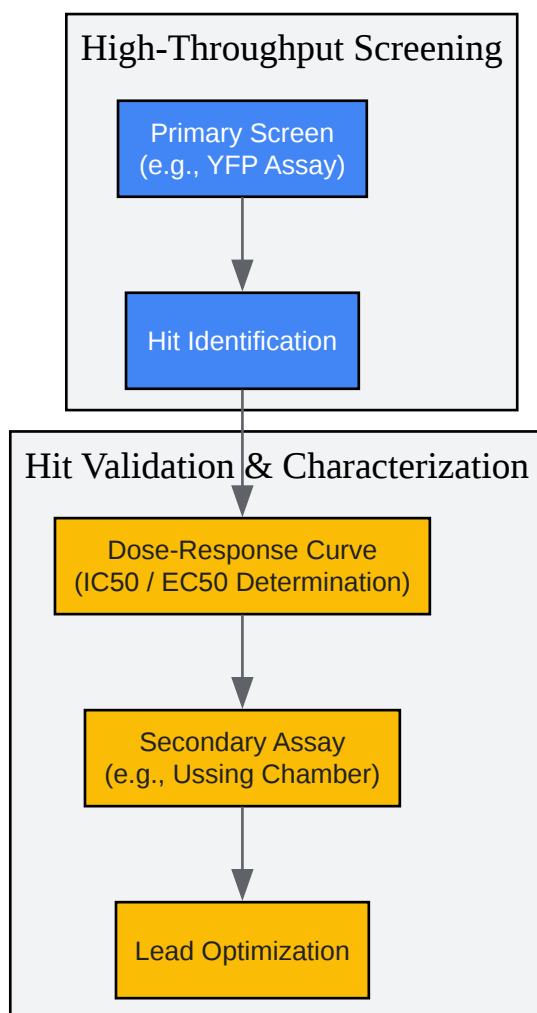 High-Throughput Screening
Primary Screen
(e.g., YFP Assay)
Hit Identification
Hit Validation & Characterization
Dose-Response Curve
(IC50 / EC50 Determination)
Secondary Assay
(e.g., Ussing Chamber)
Lead Optimization